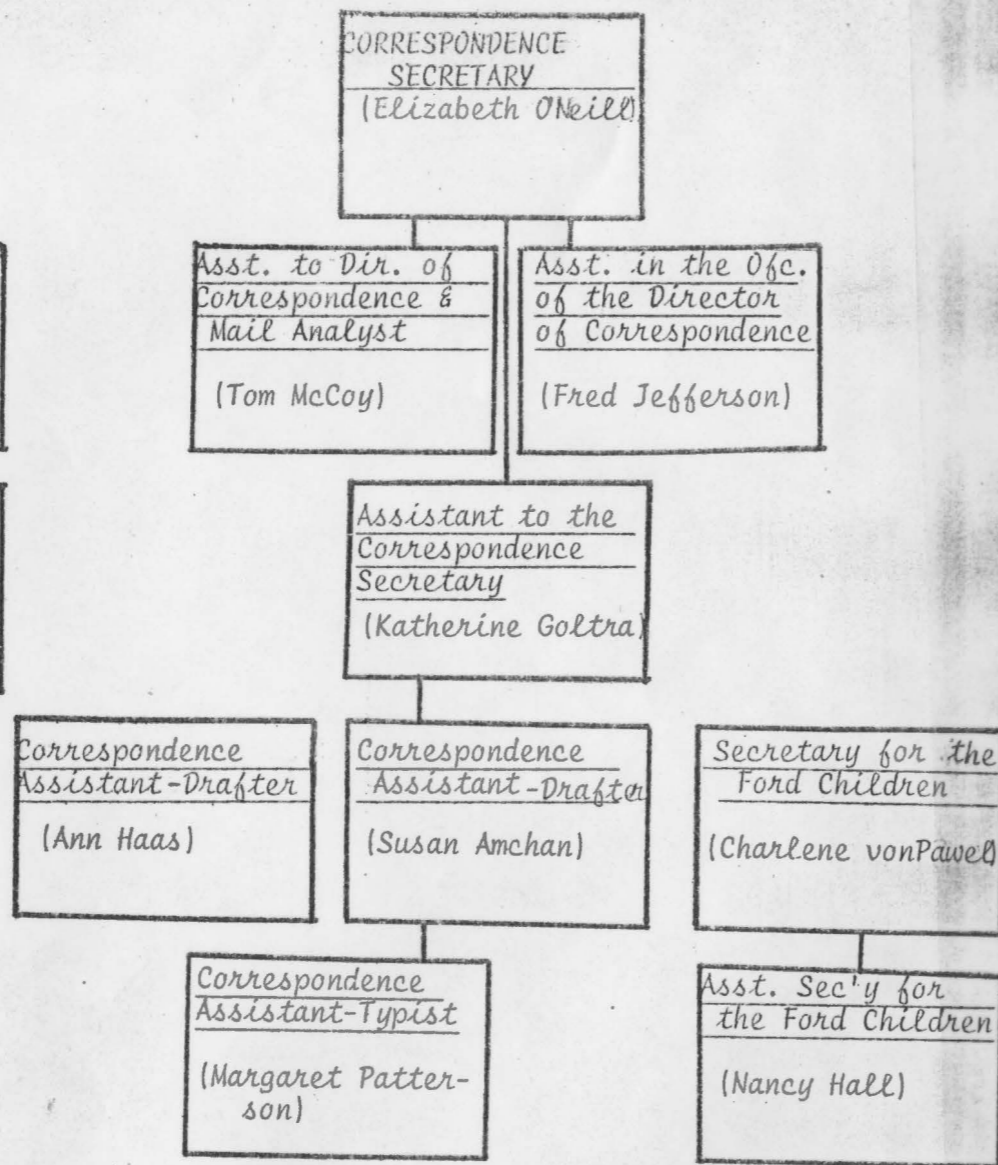 CORRESPONDENCE
SECRETARY
(Elizabeth O'Neill)
Asst. to Dir. of
Correspondence &
Mail Analyst
(Tom McCoy)
Asst. in the Ofc.
of the Director
of Correspondence
(Fred Jefferson)
Assistant to the
Correspondence
Secretary
(Katherine Goltra)
Correspondence
Assistant-Drafter
(Ann Haas)
Correspondence
Assistant-Drafter
(Susan Amchan)
Secretary for the
Ford Children
(Charlene vonPawel)
Correspondence
Assistant-Typist
(Margaret Patter-
son)
Asst. Sec'y for
the Ford Children
(Nancy Hall)